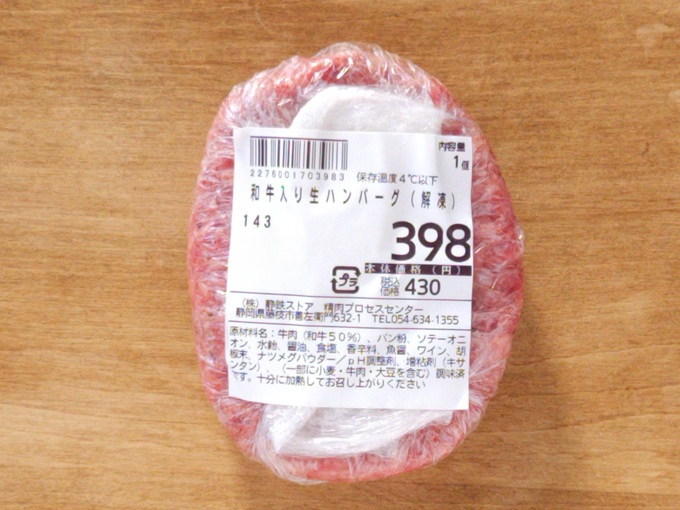 内容量
1個
2275001703983 保存温度4℃以下
和牛入り生ハンバーグ(解凍)
143
398
本体価格(円)
プラ 税込価格 430
(株)静鉄ストア 精肉プロセスセンター
静岡県藤枝市善左衛門632-1 TEL054-634-1355
原材料名:牛肉(和牛50%)、パン粉、ソテーオニ
オン、水飴、醤油、食塩、香辛料、魚醤、ワイン、胡
椒末、ナツメグパウダー/pH調整剤、増粘剤(キサ
ンタン)、(一部に小麦・牛肉・大豆を含む)調味済
です。十分に加熱してお召し上がりください